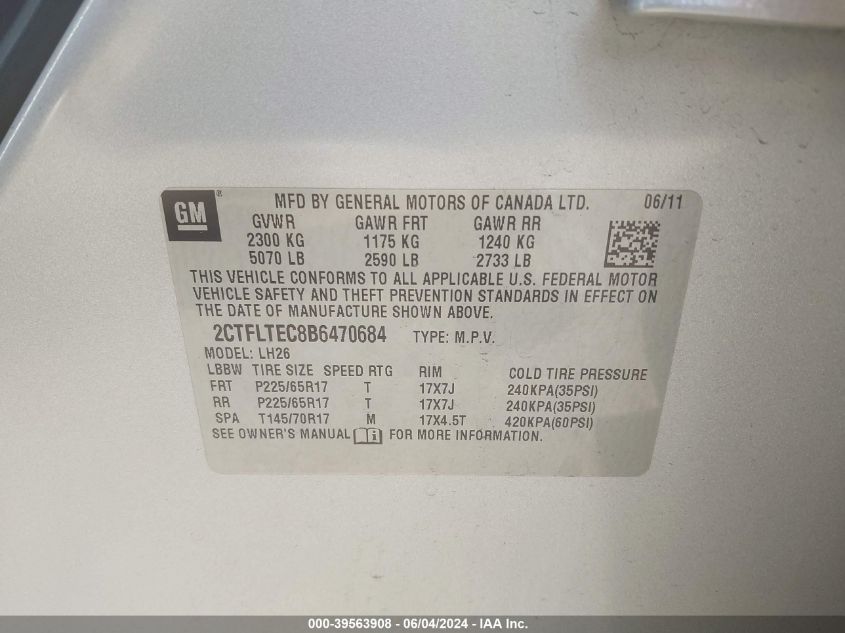 GM ® MFD BY GENERAL MOTORS OF CANADA LTD. 06/11
GVWR GAWR FRT GAWR RR
2300 KG 1175 KG 1240 KG
5070 LB 2590 LB 2733 LB
THIS VEHICLE CONFORMS TO ALL APPLICABLE U.S. FEDERAL MOTOR
VEHICLE SAFETY AND THEFT PREVENTION STANDARDS IN EFFECT ON
THE DATE OF MANUFACTURE SHOWN ABOVE.
2CTFLTEC8B6470684 TYPE: M.P.V.
MODEL: LH26
LBBW TIRE SIZE SPEED RTG RIM COLD TIRE PRESSURE
FRT P225/65R17 T 17X7J 240KPA(35PSI)
RR P225/65R17 T 17X7J 240KPA(35PSI)
SPA T145/70R17 M 17X4.5T 420KPA(60PSI)
SEE OWNER'S MANUAL i FOR MORE INFORMATION.
000-39563908 - 06/04/2024 - IAA Inc.